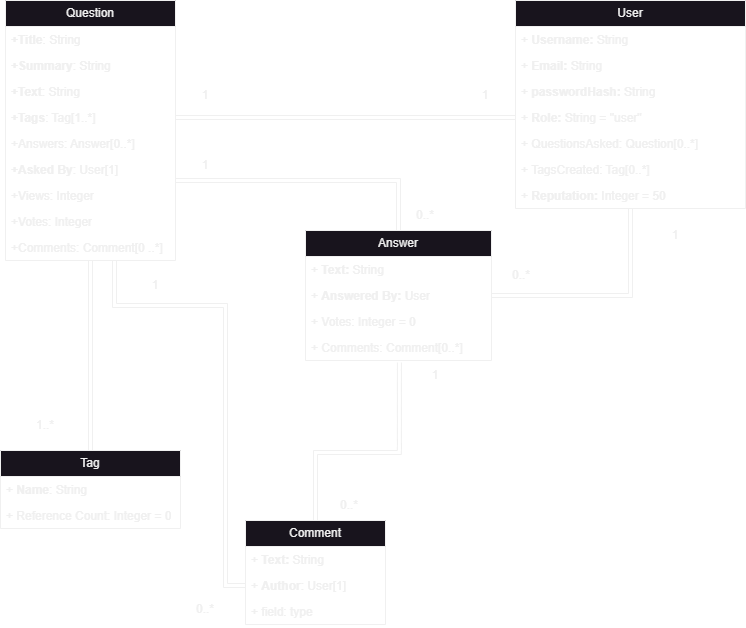 Question
+Title: String
+Summary: String
+Text: String
+Tags: Tag[1..*]
+Answers: Answer[0..*]
+Asked By: User[1]
+Views: Integer
+Votes: Integer
+Comments: Comment[0 ..*]
User
+ Username: String
+ Email: String
+ passwordHash: String
+ Role: String = "user"
+ QuestionsAsked: Question[0..*]
+ TagsCreated: Tag[0..*]
+ Reputation: Integer = 50
1
1
1
0..*
1
0..*
Answer
+ Text: String
+ Answered By: User
+ Votes: Integer = 0
+ Comments: Comment[0..*]
1
1
1..*
Tag
+ Name: String
+ Reference Count: Integer = 0
0..*
Comment
+ Text: String
+ Author: User[1]
+ field: type
0..*